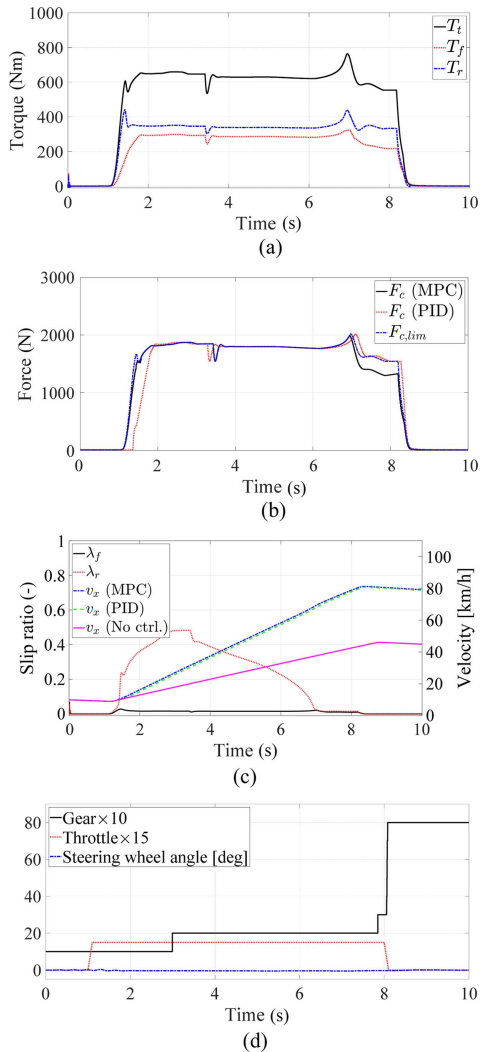 1000
800
600
400
200
0
Torque (Nm)
T_t
T_f
T_r
0 2 4 6 8 10
Time (s)
(a)
3000
2000
1000
0
Force (N)
F_c (MPC)
F_c (PID)
F_{c,lim}
0 2 4 6 8 10
Time (s)
(b)
1
0.8
0.6
0.4
0.2
0
Slip ratio (-)
λ_f
λ_r
v_x (MPC)
v_x (PID)
v_x (No ctrl.)
100
80
60
40
20
0
Velocity [km/h]
0 2 4 6 8 10
Time (s)
(c)
80
60
40
20
0
Gear×10
Throttle×15
Steering wheel angle [deg]
0 2 4 6 8 10
Time (s)
(d)